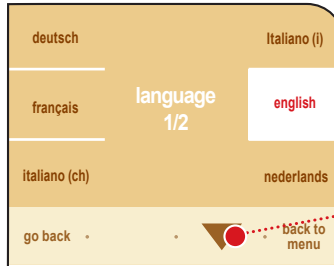 deutsch
Italiano (i)
language
1/2
français
english
italiano (ch)
nederlands
go back
back to
menu